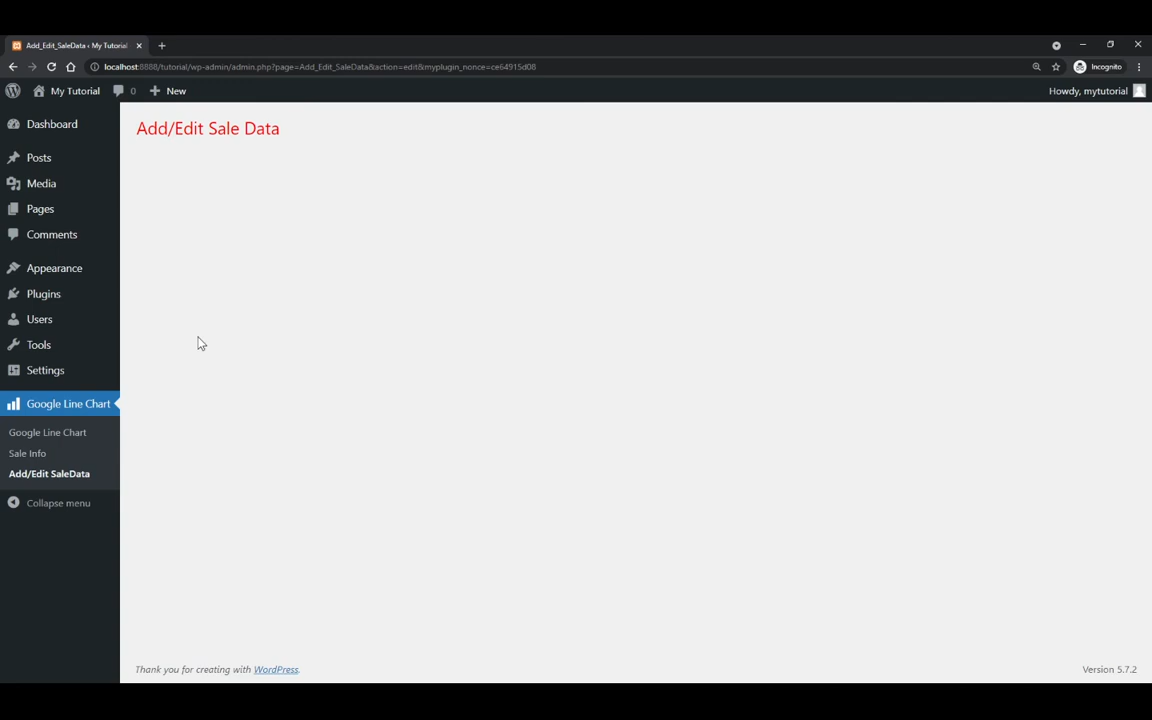 Add_Edit_SaleData ‹ My Tutorial
localhost:8888/tutorial/wp-admin/admin.php?page=Add_Edit_SaleData&action=edit&myplugin_nonce=ce64915d08
Incognito
My Tutorial
0
New
Howdy, mytutorial
Dashboard
Posts
Media
Pages
Comments
Appearance
Plugins
Users
Tools
Settings
Google Line Chart
Google Line Chart
Sale Info
Add/Edit SaleData
Collapse menu
Add/Edit Sale Data
Thank you for creating with WordPress.
Version 5.7.2